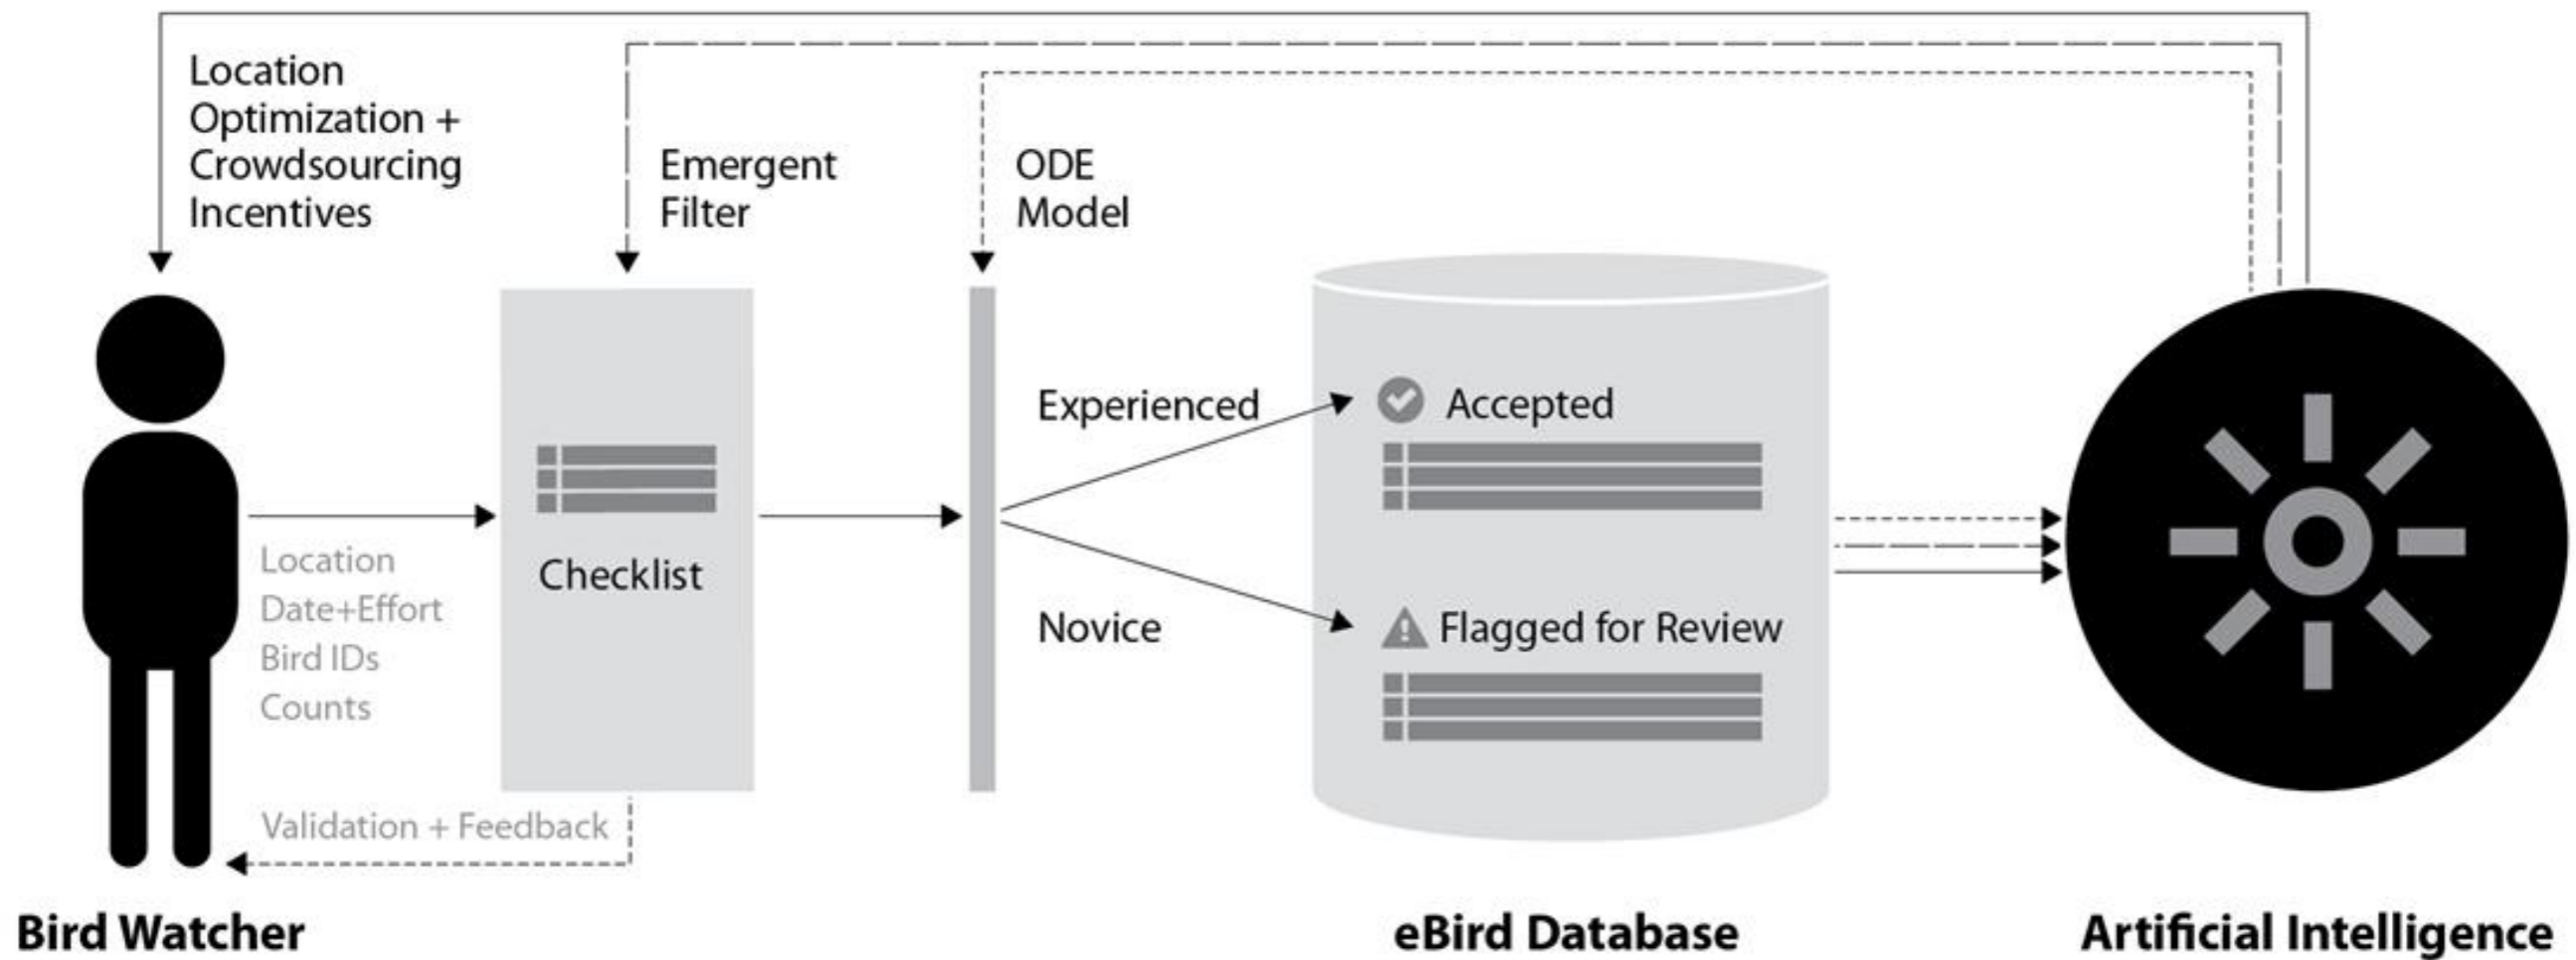 Location
Optimization +
Crowdsourcing
Incentives
Emergent
Filter
ODE
Model
Experienced
Accepted
Checklist
Location
Date+Effort
Bird IDs
Counts
Novice
Flagged for Review
Validation + Feedback
Bird Watcher
eBird Database
Artificial Intelligence